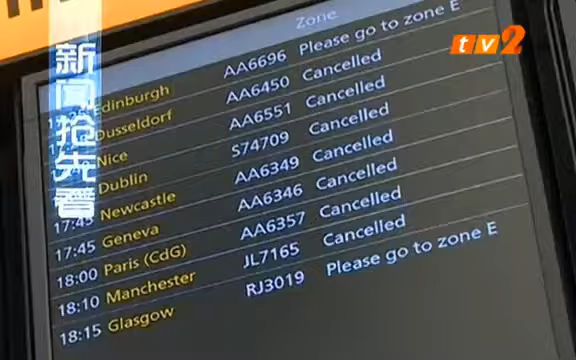 Zone
tv2
新闻抢先看
Edinburgh AA6696 Please go to zone E
Dusseldorf AA6450 Cancelled
Nice AA6551 Cancelled
Dublin S74709 Cancelled
17:45 Newcastle AA6349 Cancelled
17:45 Geneva AA6346 Cancelled
18:00 Paris (CdG) AA6357 Cancelled
18:10 Manchester JL7165 Cancelled
18:15 Glasgow RJ3019 Please go to zone E